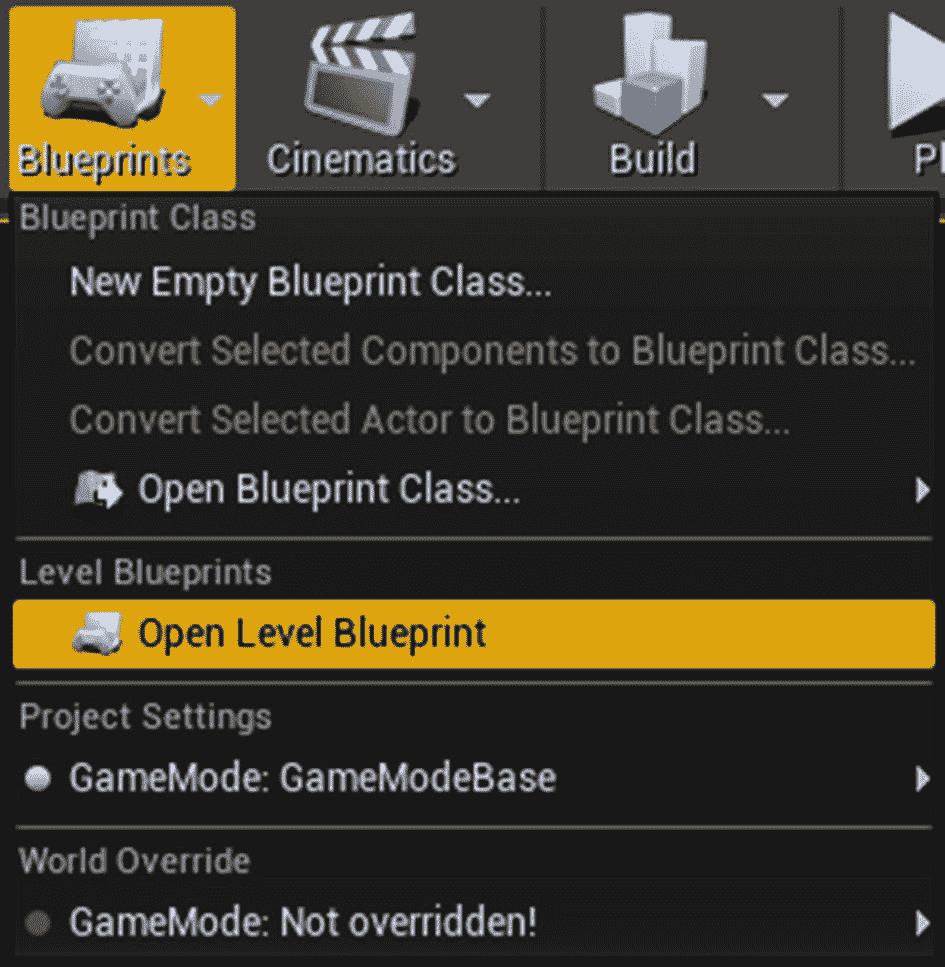 Blueprints
Cinematics
Build
Blueprint Class
New Empty Blueprint Class...
Convert Selected Components to Blueprint Class...
Convert Selected Actor to Blueprint Class...
Open Blueprint Class...
Level Blueprints
Open Level Blueprint
Project Settings
GameMode: GameModeBase
World Override
GameMode: Not overridden!